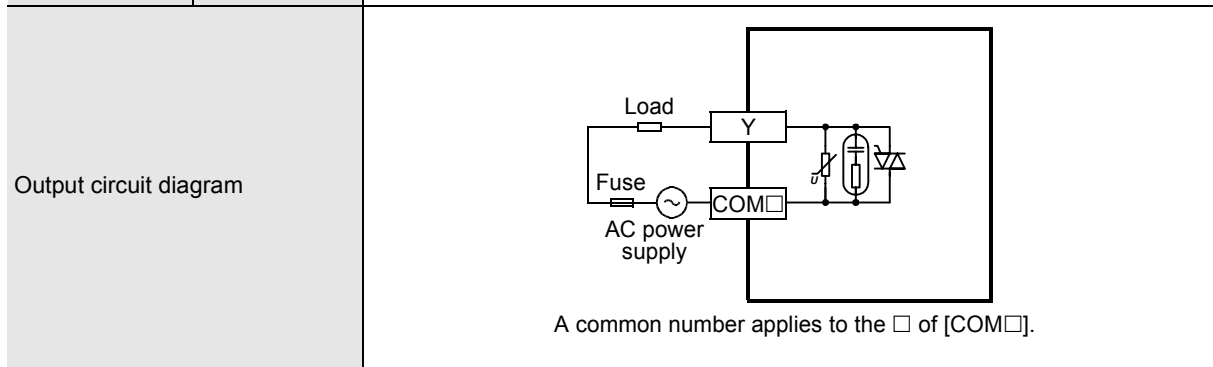 Output circuit diagram
Load
Y
Fuse
COM□
AC power
supply
u
A common number applies to the □ of [COM□].